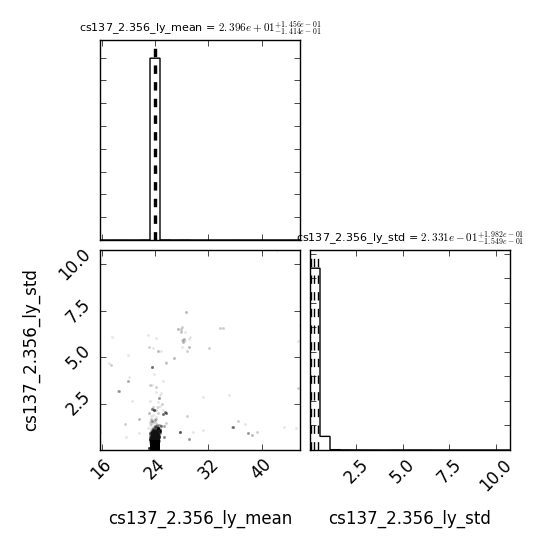 cs137_2.356_ly_mean = 2.396e + 01 +1.456e−01 −1.414e−01
cs137_2.356_ly_std = 2.331e − 01 +1.982e−01 −1.549e−01
10.0
7.5
5.0
2.5
cs137_2.356_ly_std
16 24 32 40
2.5 5.0 7.5 10.0
cs137_2.356_ly_mean
cs137_2.356_ly_std